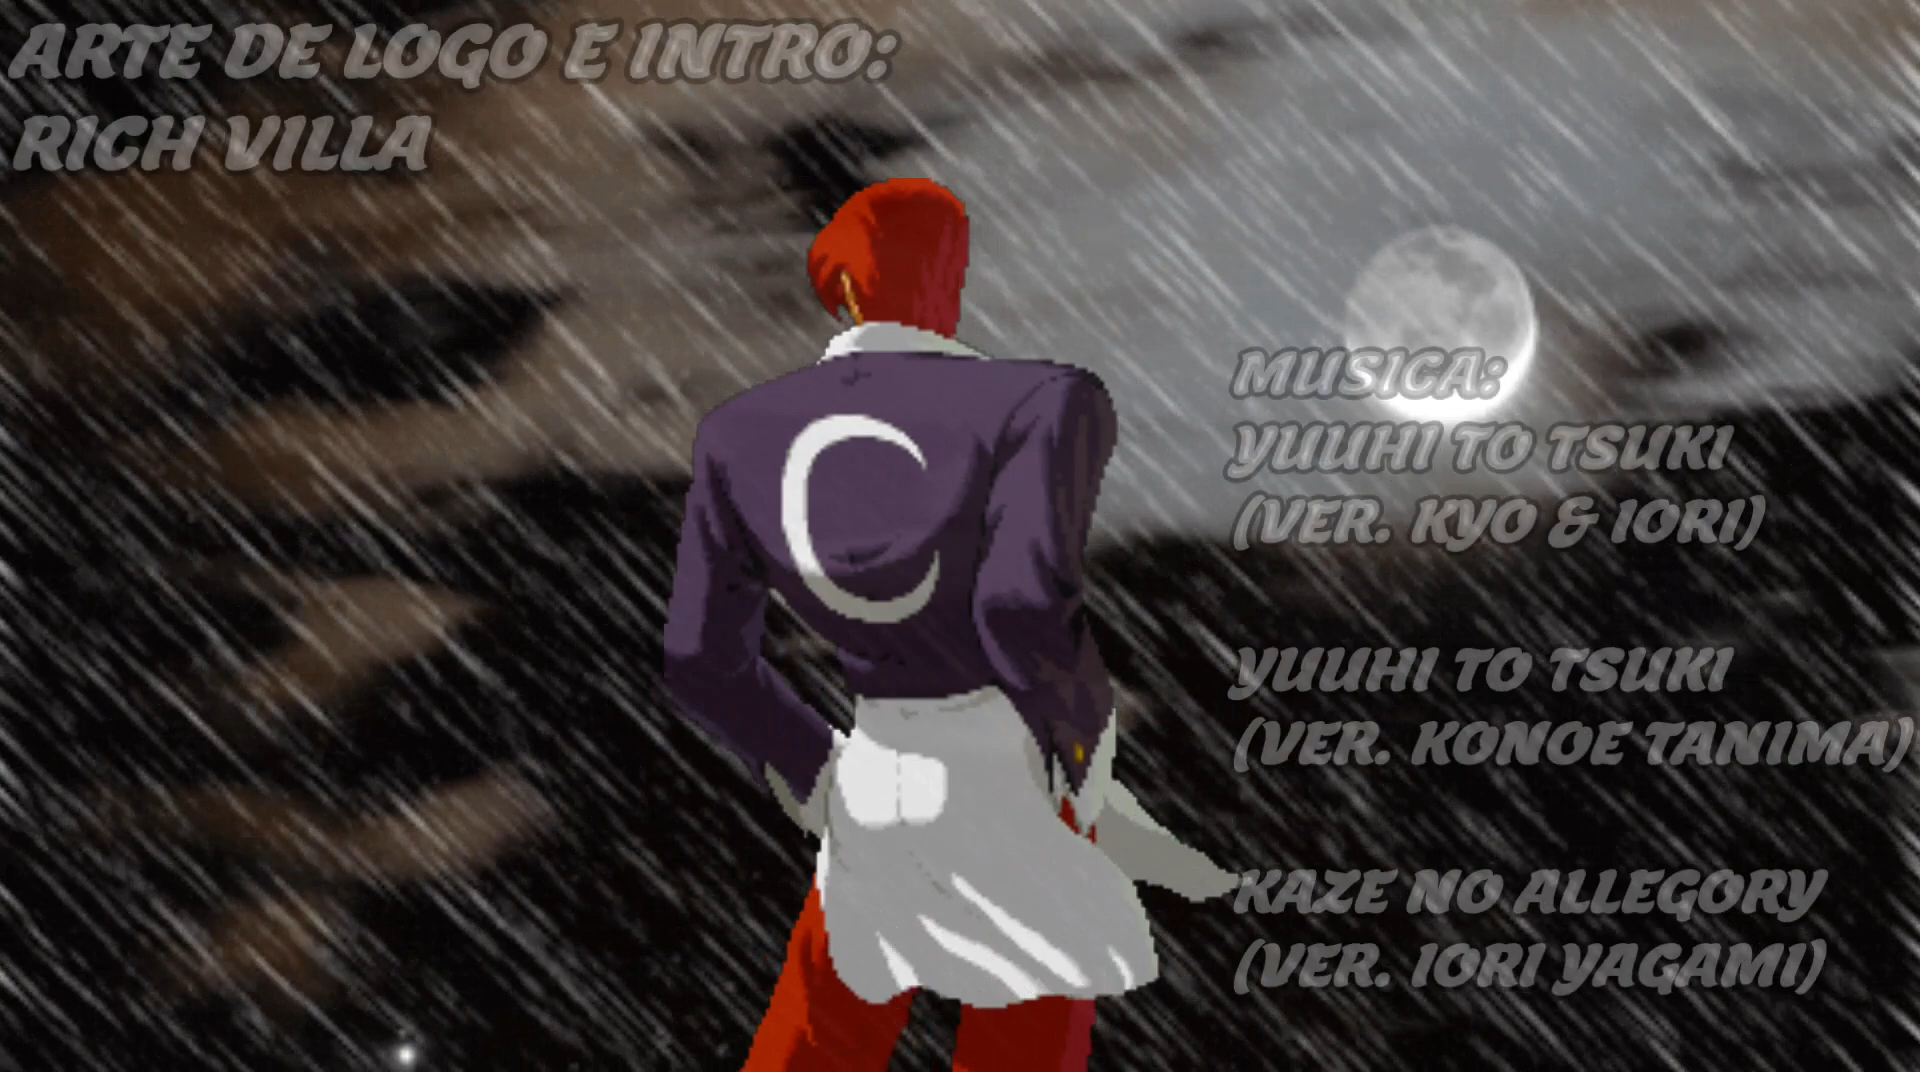 ARTE DE LOGO E INTRO:
RICH VILLA
MUSICA:
YUUHI TO TSUKI
(VER. KYO & IORI)
YUUHI TO TSUKI
(VER. KONOE TANIMA)
KAZE NO ALLEGORY
(VER. IORI YAGAMI)